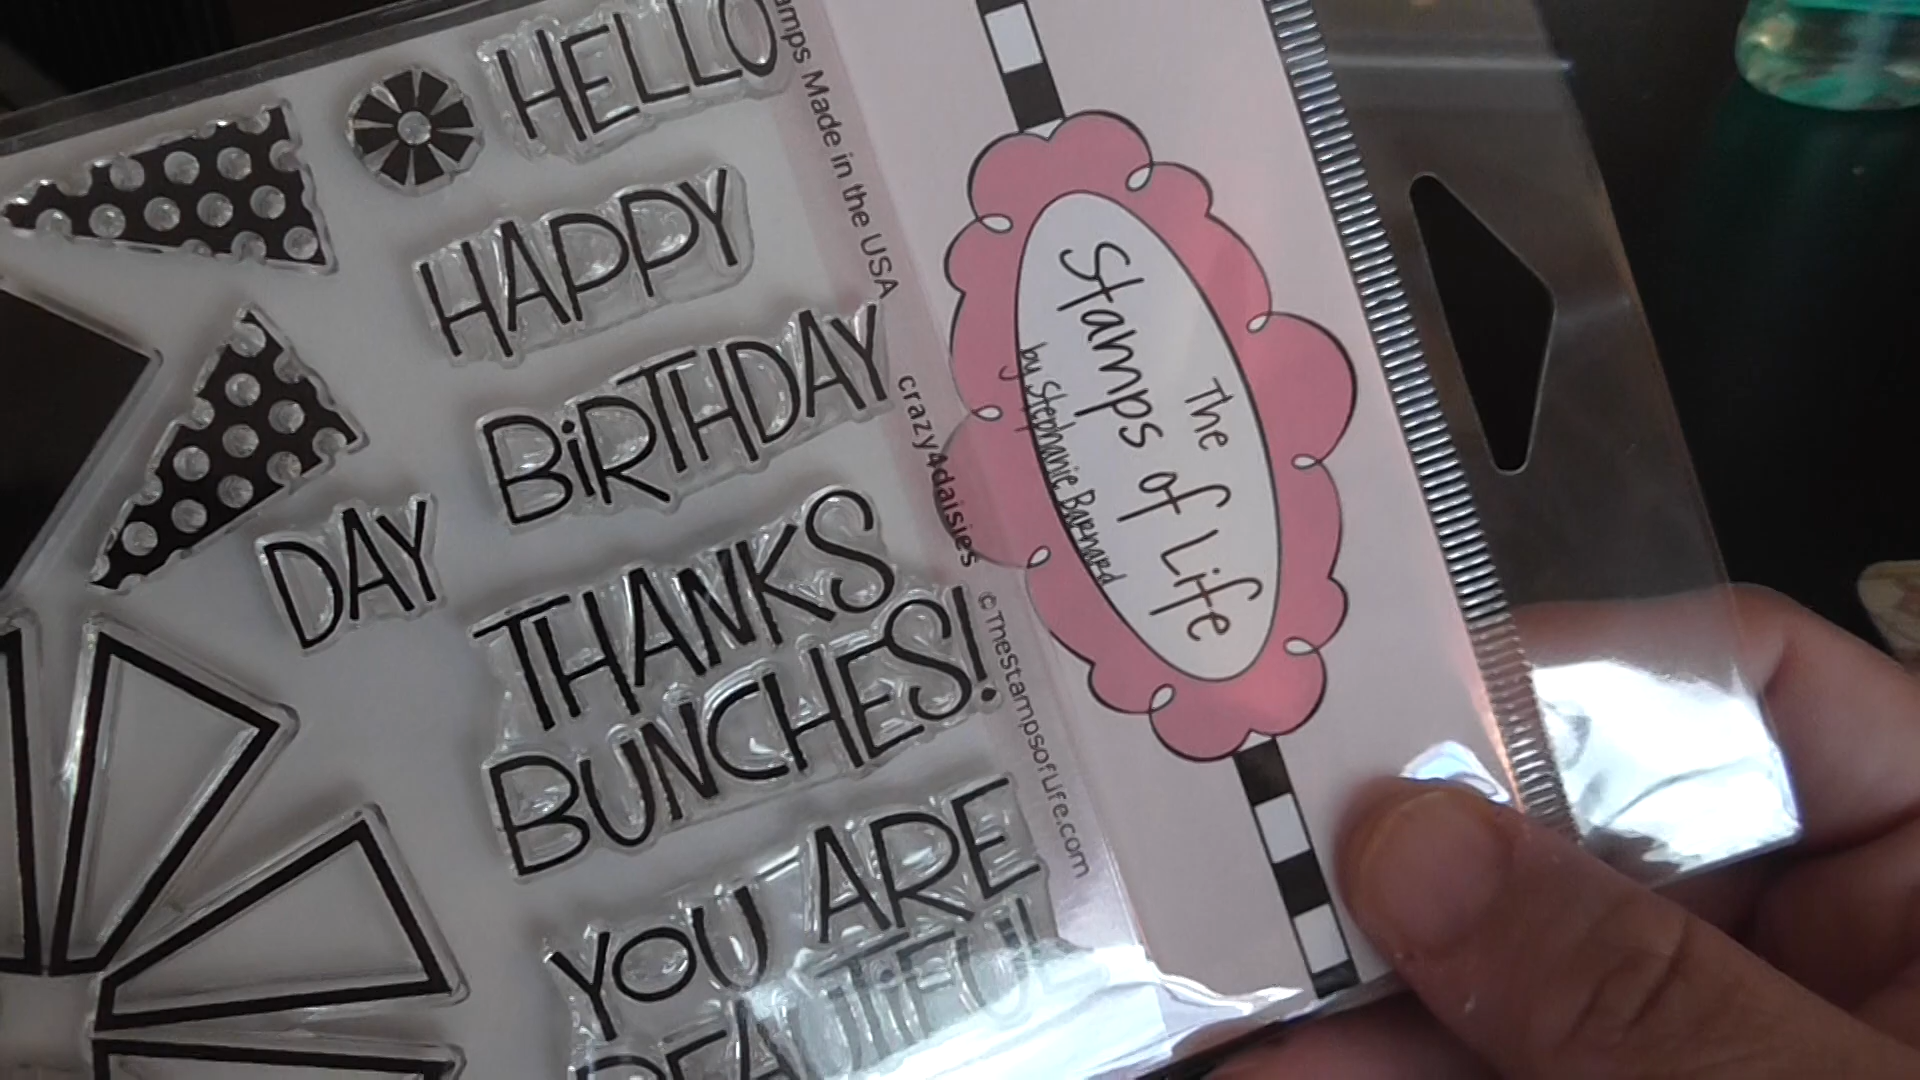 HELLO
HAPPY
BiRTHDAY
DAY
THANKS
BUNCHES!
YOU ARE
BEAUTiFUL
Made in the USA
crazy4daisies
©TheStampsofLife.com
The
Stamps of Life
by Stephanie Barnard